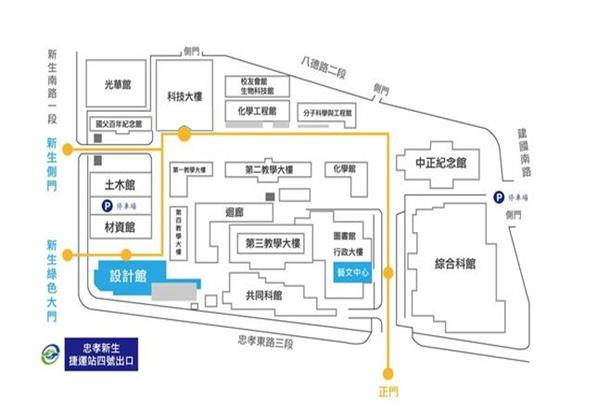 側門
八德路二段
新生南路一段
光華館
科技大樓
校友會館
生物科技館
側門
國父百年紀念館
化學工程館
分子科學與工程館
建國南路
新生側門
土木館
P 停車場
材資館
第一教學大樓
第二教學大樓
化學館
中正紀念館
P 停車場
側門
第四教學大樓
迴廊
第三教學大樓
圖書館
行政大樓
藝文中心
綜合科館
新生綠色大門
設計館
共同科館
忠孝東路三段
忠孝新生
捷運站四號出口
正門